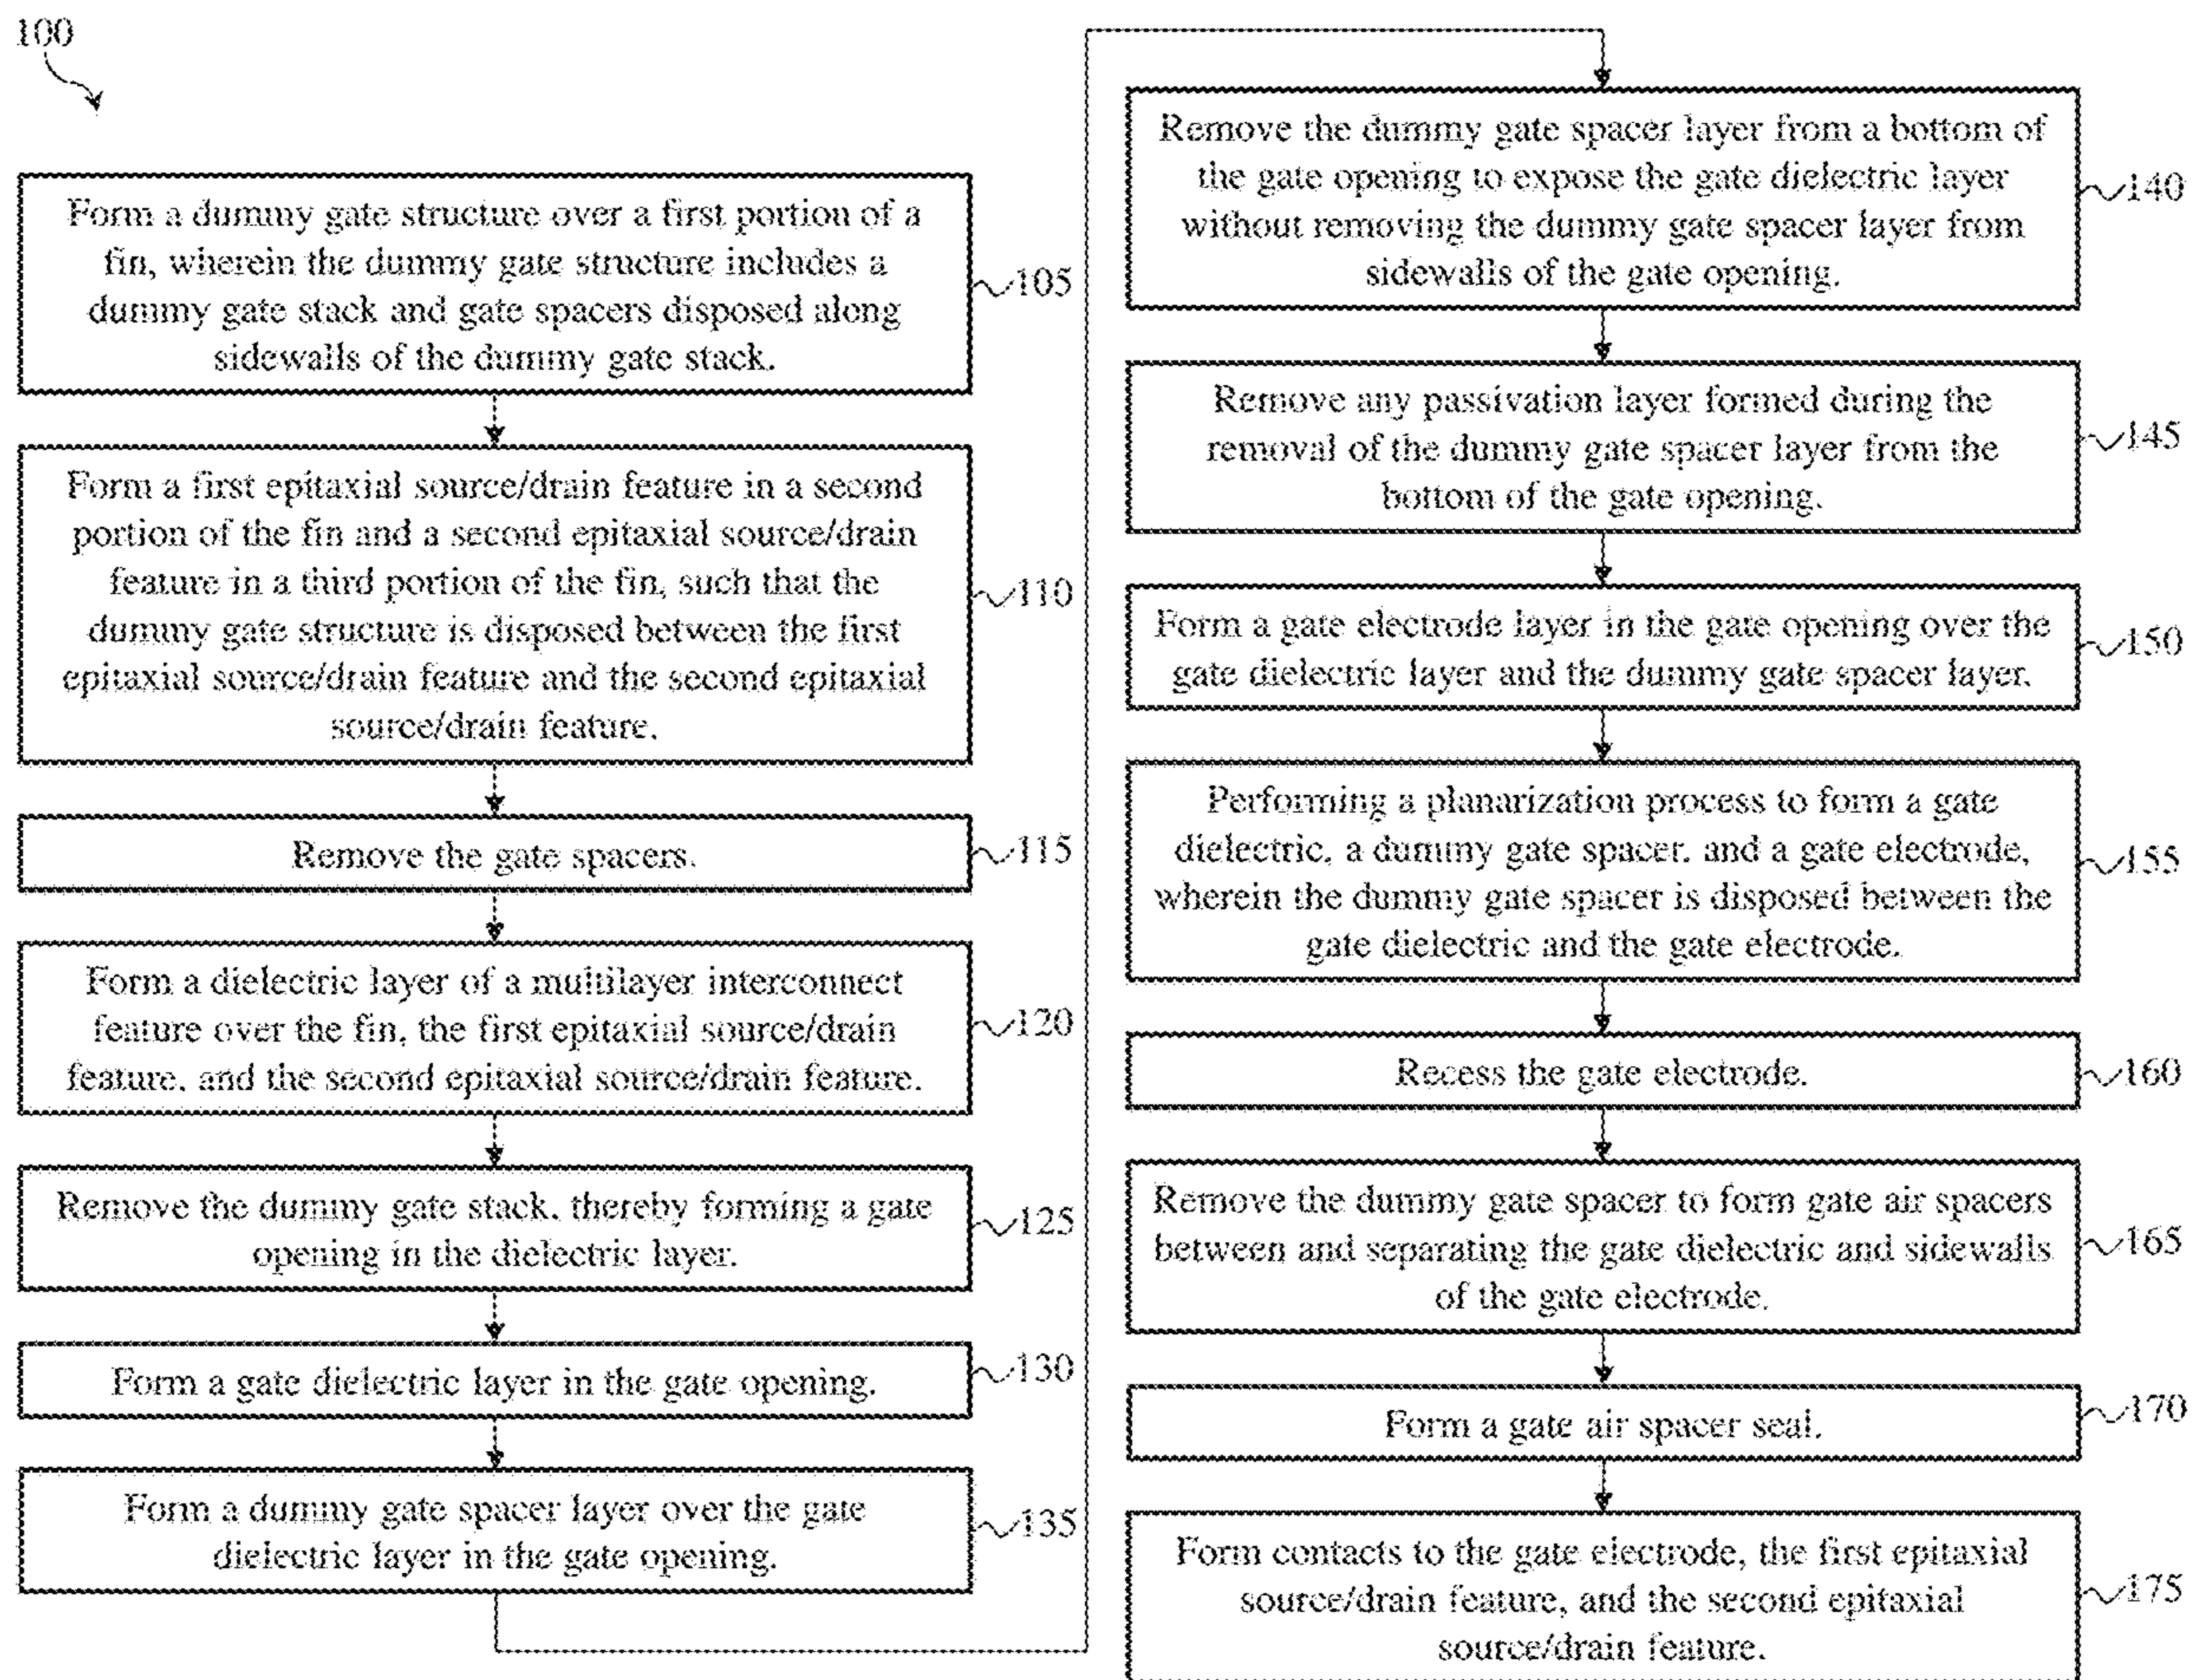 100
Form a dummy gate structure over a first portion of a
fin, wherein the dummy gate structure includes a
dummy gate stack and gate spacers disposed along
sidewalls of the dummy gate stack.
105
Form a first epitaxial source/drain feature in a second
portion of the fin and a second epitaxial source/drain
feature in a third portion of the fin, such that the
dummy gate structure is disposed between the first
epitaxial source/drain feature and the second epitaxial
source/drain feature.
110
Remove the gate spacers.
115
Form a dielectric layer of a multilayer interconnect
feature over the fin, the first epitaxial source/drain
feature, and the second epitaxial source/drain feature.
120
Remove the dummy gate stack, thereby forming a gate
opening in the dielectric layer.
125
Form a gate dielectric layer in the gate opening.
130
Form a dummy gate spacer layer over the gate
dielectric layer in the gate opening.
135
Remove the dummy gate spacer layer from a bottom of
the gate opening to expose the gate dielectric layer
without removing the dummy gate spacer layer from
sidewalls of the gate opening.
140
Remove any passivation layer formed during the
removal of the dummy gate spacer layer from the
bottom of the gate opening.
145
Form a gate electrode layer in the gate opening over the
gate dielectric layer and the dummy gate spacer layer.
150
Performing a planarization process to form a gate
dielectric, a dummy gate spacer, and a gate electrode,
wherein the dummy gate spacer is disposed between the
gate dielectric and the gate electrode.
155
Recess the gate electrode.
160
Remove the dummy gate spacer to form gate air spacers
between and separating the gate dielectric and sidewalls
of the gate electrode.
165
Form a gate air spacer seal.
170
Form contacts to the gate electrode, the first epitaxial
source/drain feature, and the second epitaxial
source/drain feature.
175